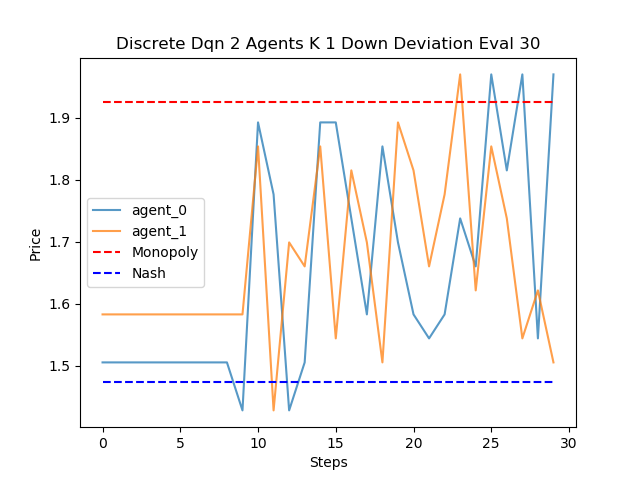 Discrete Dqn 2 Agents K 1 Down Deviation Eval 30
Price
1.9
1.8
1.7
1.6
1.5
agent_0
agent_1
Monopoly
Nash
0 5 10 15 20 25 30
Steps